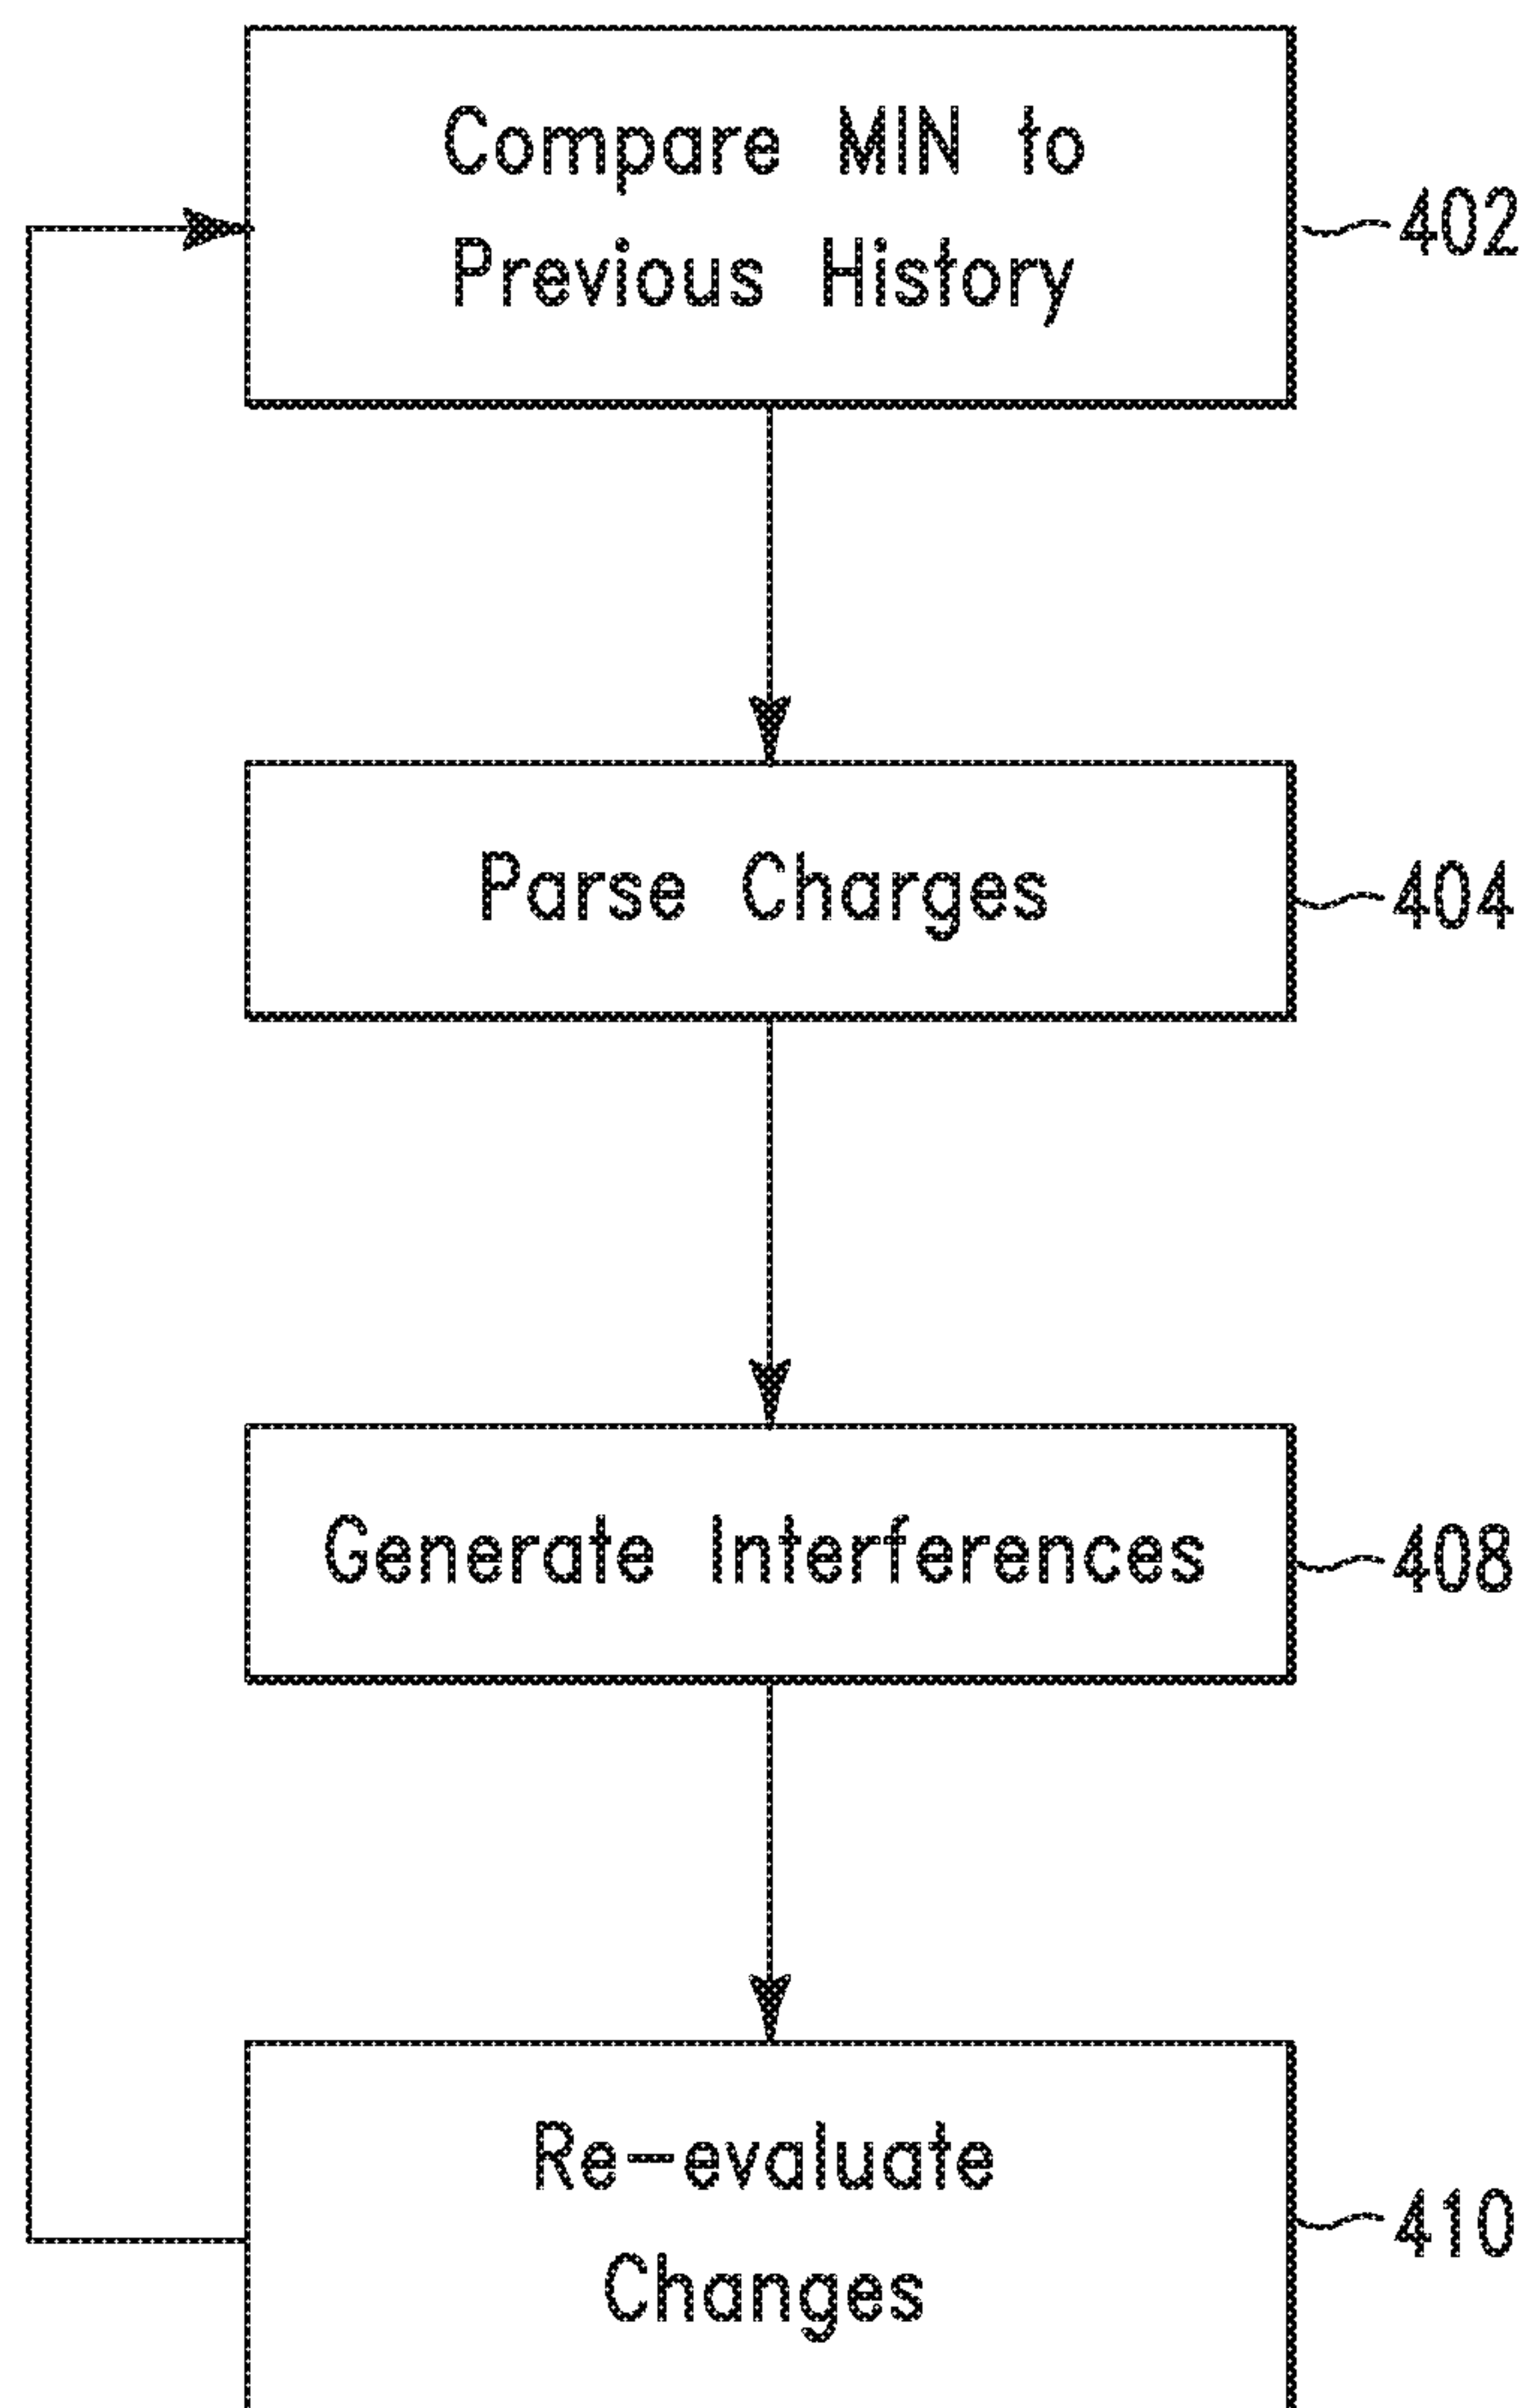 Compare MIN to
Previous History
402
Parse Charges
404
Generate Interferences
408
Re-evaluate
Changes
410